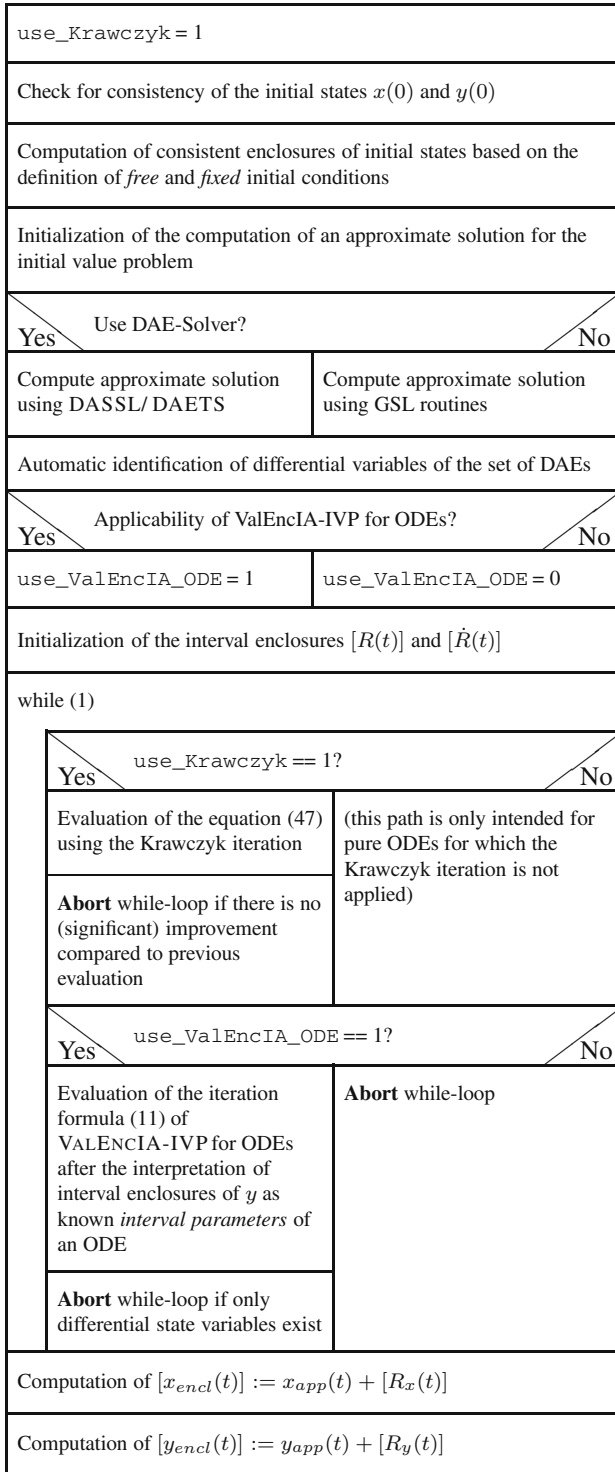 use_Krawczyk = 1
Check for consistency of the initial states x(0) and y(0)
Computation of consistent enclosures of initial states based on the
definition of free and fixed initial conditions
Initialization of the computation of an approximate solution for the
initial value problem
Use DAE-Solver?
Yes
No
Compute approximate solution
using DASSL/ DAETS
Compute approximate solution
using GSL routines
Automatic identification of differential variables of the set of DAEs
Applicability of ValEncIA-IVP for ODEs?
Yes
No
use_ValEncIA_ODE = 1
use_ValEncIA_ODE = 0
Initialization of the interval enclosures [R(t)] and [Ṙ(t)]
while (1)
use_Krawczyk == 1?
Yes
No
Evaluation of the equation (47)
using the Krawczyk iteration
Abort while-loop if there is no
(significant) improvement
compared to previous
evaluation
(this path is only intended for
pure ODEs for which the
Krawczyk iteration is not
applied)
use_ValEncIA_ODE == 1?
Yes
No
Evaluation of the iteration
formula (11) of
VALENCIA-IVP for ODEs
after the interpretation of
interval enclosures of y as
known interval parameters of
an ODE
Abort while-loop if only
differential state variables exist
Abort while-loop
Computation of [x_encl(t)] := x_app(t) + [R_x(t)]
Computation of [y_encl(t)] := y_app(t) + [R_y(t)]